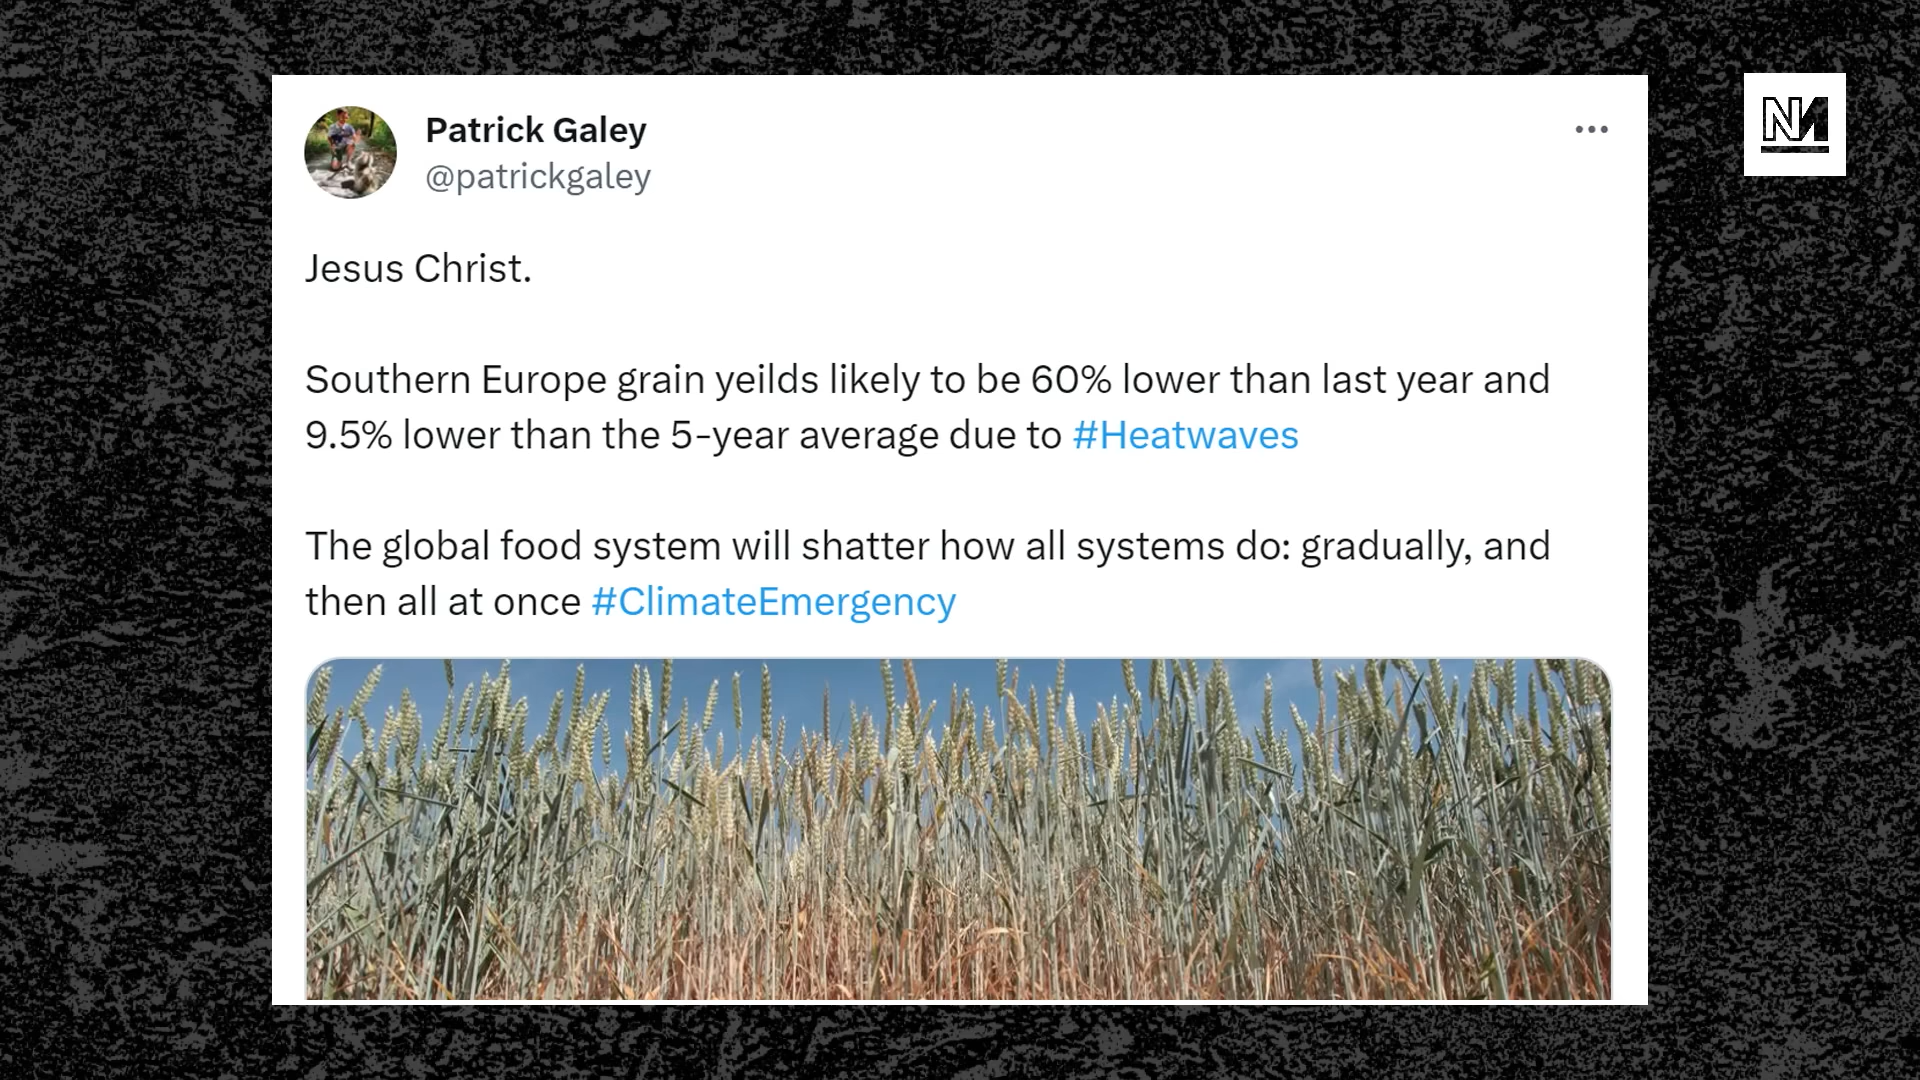 Patrick Galey
@patrickgaley
Jesus Christ.
Southern Europe grain yeilds likely to be 60% lower than last year and
9.5% lower than the 5-year average due to #Heatwaves
The global food system will shatter how all systems do: gradually, and
then all at once #ClimateEmergency
NN